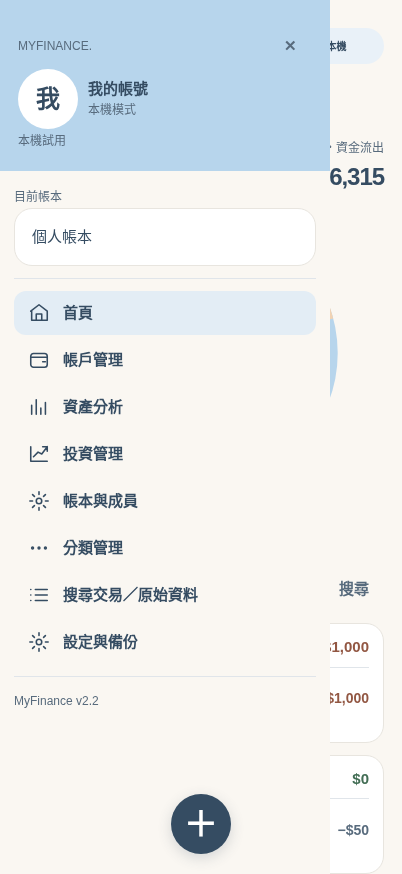 MYFINANCE.
×
本機
我
我的帳號
本機模式
本機試用
資金流出
6,315
目前帳本
個人帳本
首頁
帳戶管理
資產分析
投資管理
帳本與成員
分類管理
搜尋
搜尋交易／原始資料
設定與備份
$1,000
MyFinance v2.2
$1,000
$0
−$50